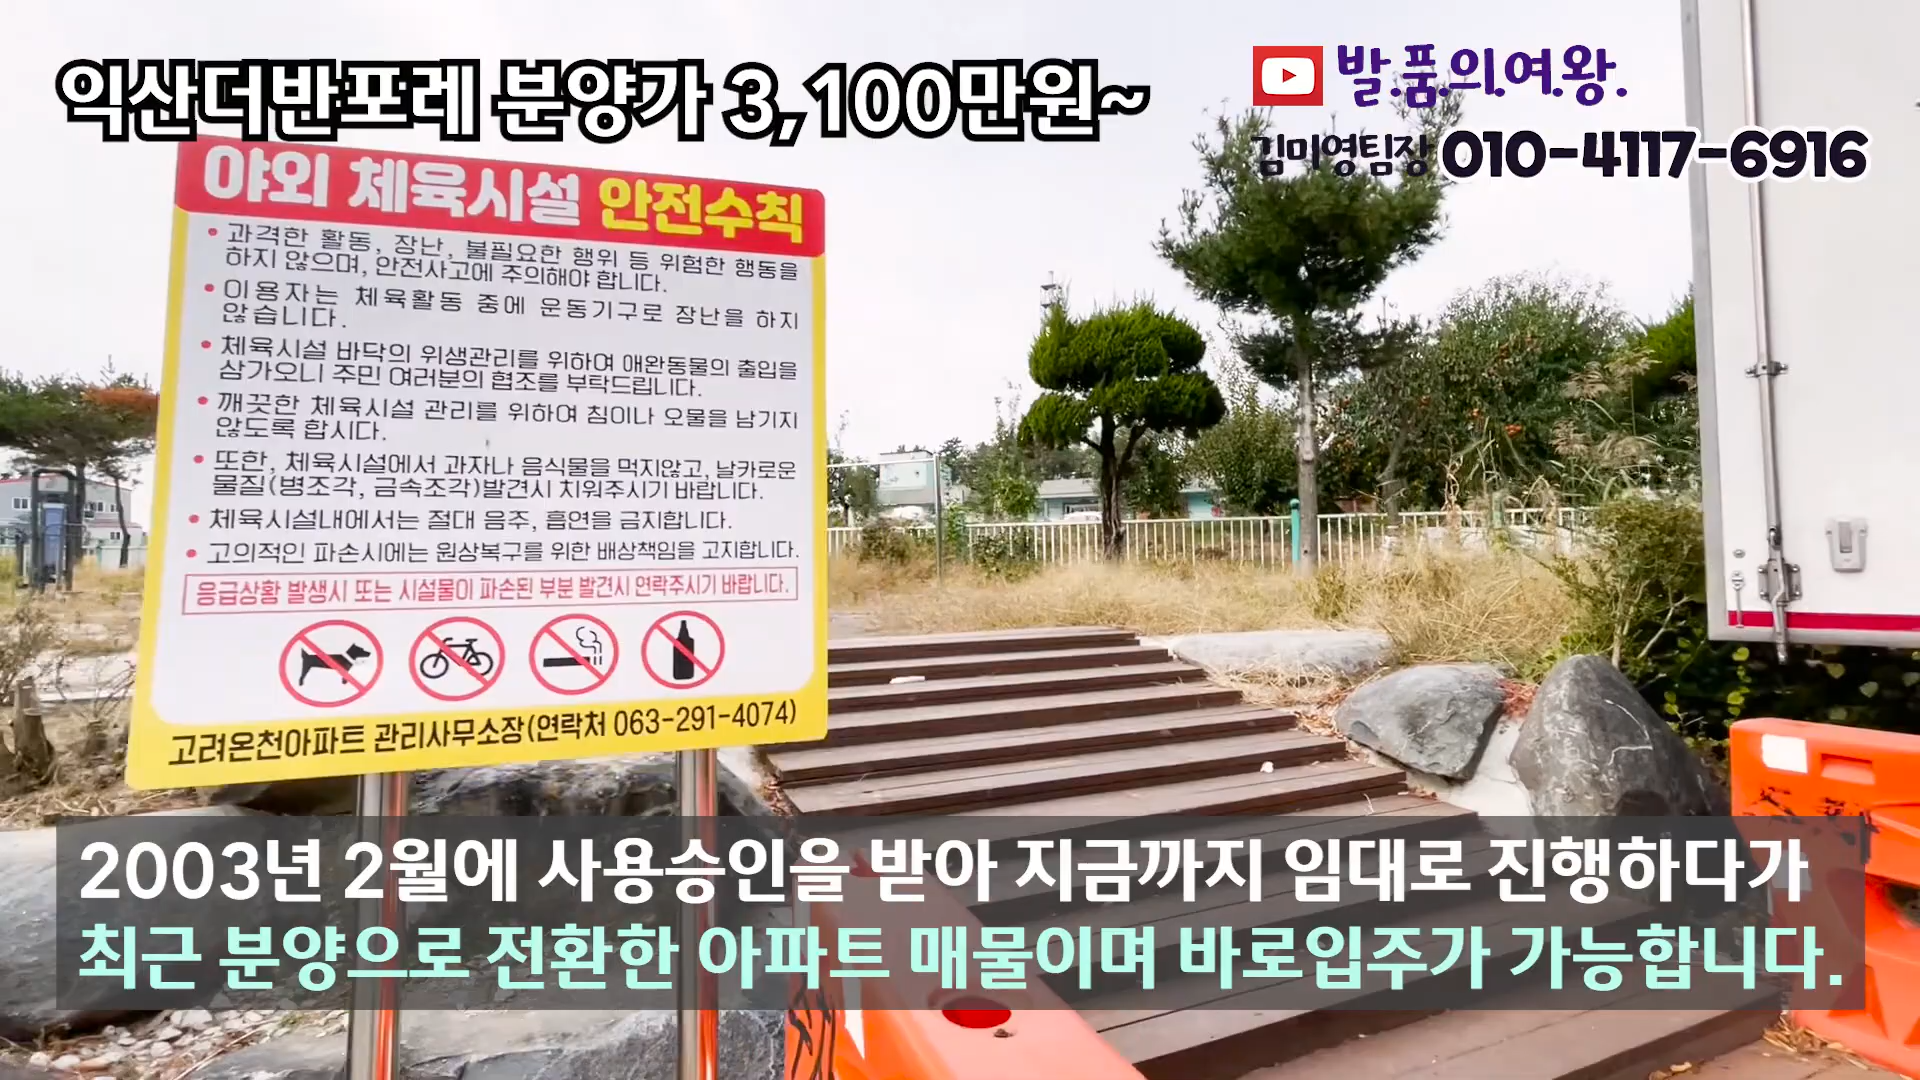 익산더반포레 분양가 3,100만원~
발.품.의.여.왕.
김미영팀장 010-4117-6916
야외 체육시설 안전수칙
• 과격한 활동, 장난, 불필요한 행위 등 위험한 행동을
하지 않으며, 안전사고에 주의해야 합니다.
• 이용자는 체육활동 중에 운동기구로 장난을 하지
않습니다.
• 체육시설 바닥의 위생관리를 위하여 애완동물의 출입을
삼가오니 주민 여러분의 협조를 부탁드립니다.
• 깨끗한 체육시설 관리를 위하여 침이나 오물을 남기지
않도록 합시다.
• 또한, 체육시설에서 과자나 음식물을 먹지않고, 날카로운
물질(병조각, 금속조각)발견시 치워주시기 바랍니다.
• 체육시설내에서는 절대 음주, 흡연을 금지합니다.
• 고의적인 파손시에는 원상복구를 위한 배상책임을 고지합니다.
응급상황 발생시 또는 시설물이 파손된 부분 발견시 연락주시기 바랍니다.
고려온천아파트 관리사무소장(연락처 063-291-4074)
2003년 2월에 사용승인을 받아 지금까지 임대로 진행하다가
최근 분양으로 전환한 아파트 매물이며 바로입주가 가능합니다.